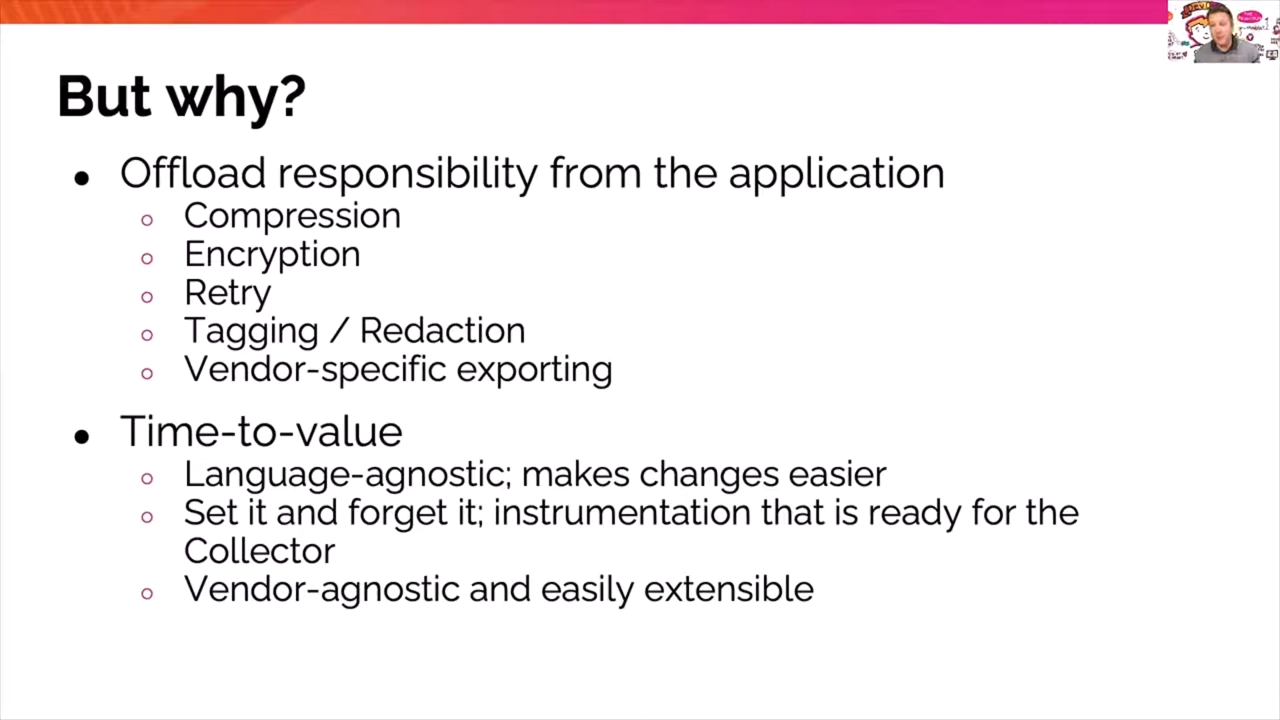 But why?
● Offload responsibility from the application
○ Compression
○ Encryption
○ Retry
○ Tagging / Redaction
○ Vendor-specific exporting
● Time-to-value
○ Language-agnostic; makes changes easier
○ Set it and forget it; instrumentation that is ready for the
Collector
○ Vendor-agnostic and easily extensible